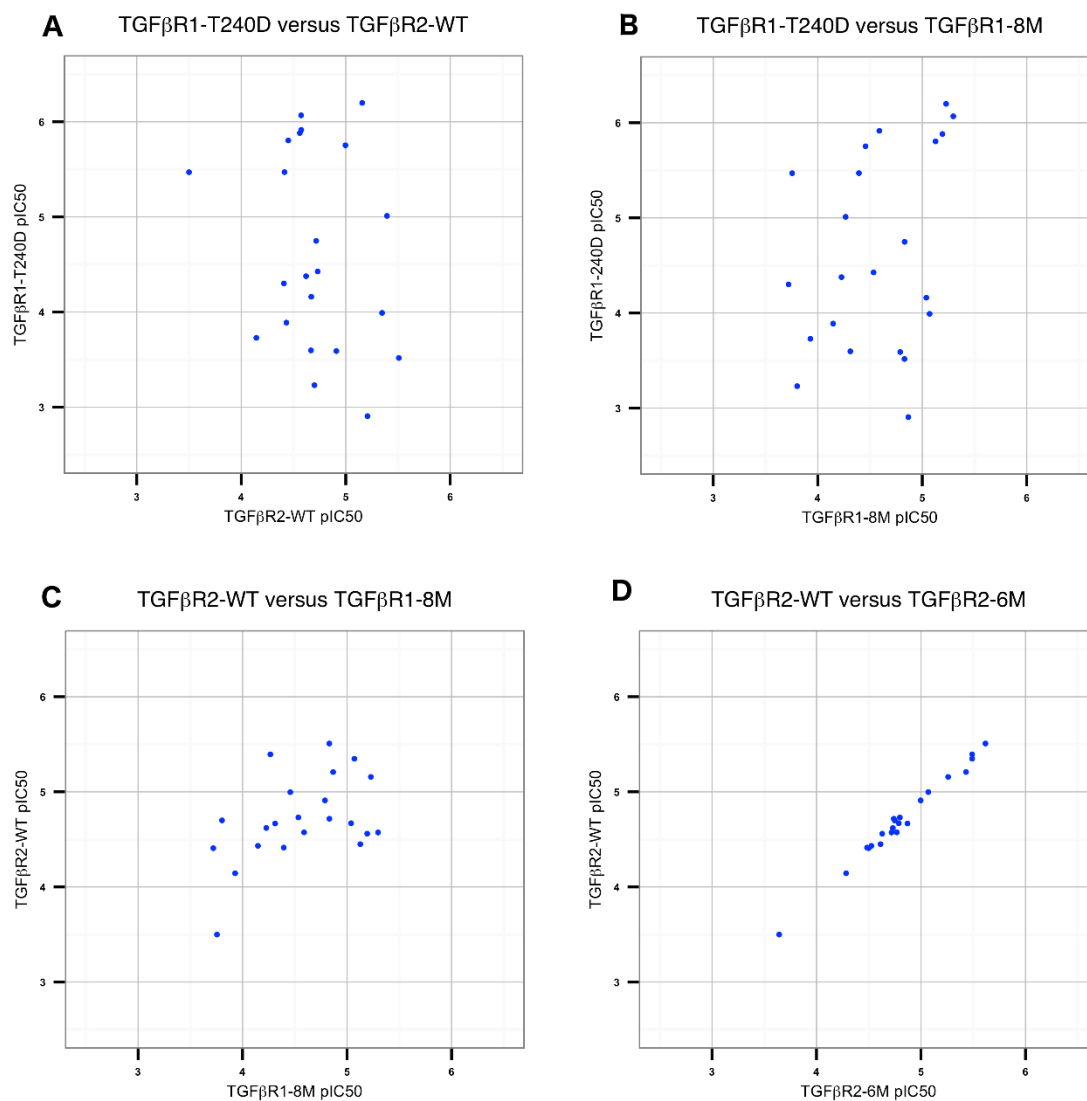 A
TGFβR1-T240D versus TGFβR2-WT
6
5
4
3
TGFβR1-T240D pIC50
3 4 5 6
TGFβR2-WT pIC50
B
TGFβR1-T240D versus TGFβR1-8M
6
5
4
3
TGFβR1-240D pIC50
3 4 5 6
TGFβR1-8M pIC50
C
TGFβR2-WT versus TGFβR1-8M
6
5
4
3
TGFβR2-WT pIC50
3 4 5 6
TGFβR1-8M pIC50
D
TGFβR2-WT versus TGFβR2-6M
6
5
4
3
TGFβR2-WT pIC50
3 4 5 6
TGFβR2-6M pIC50